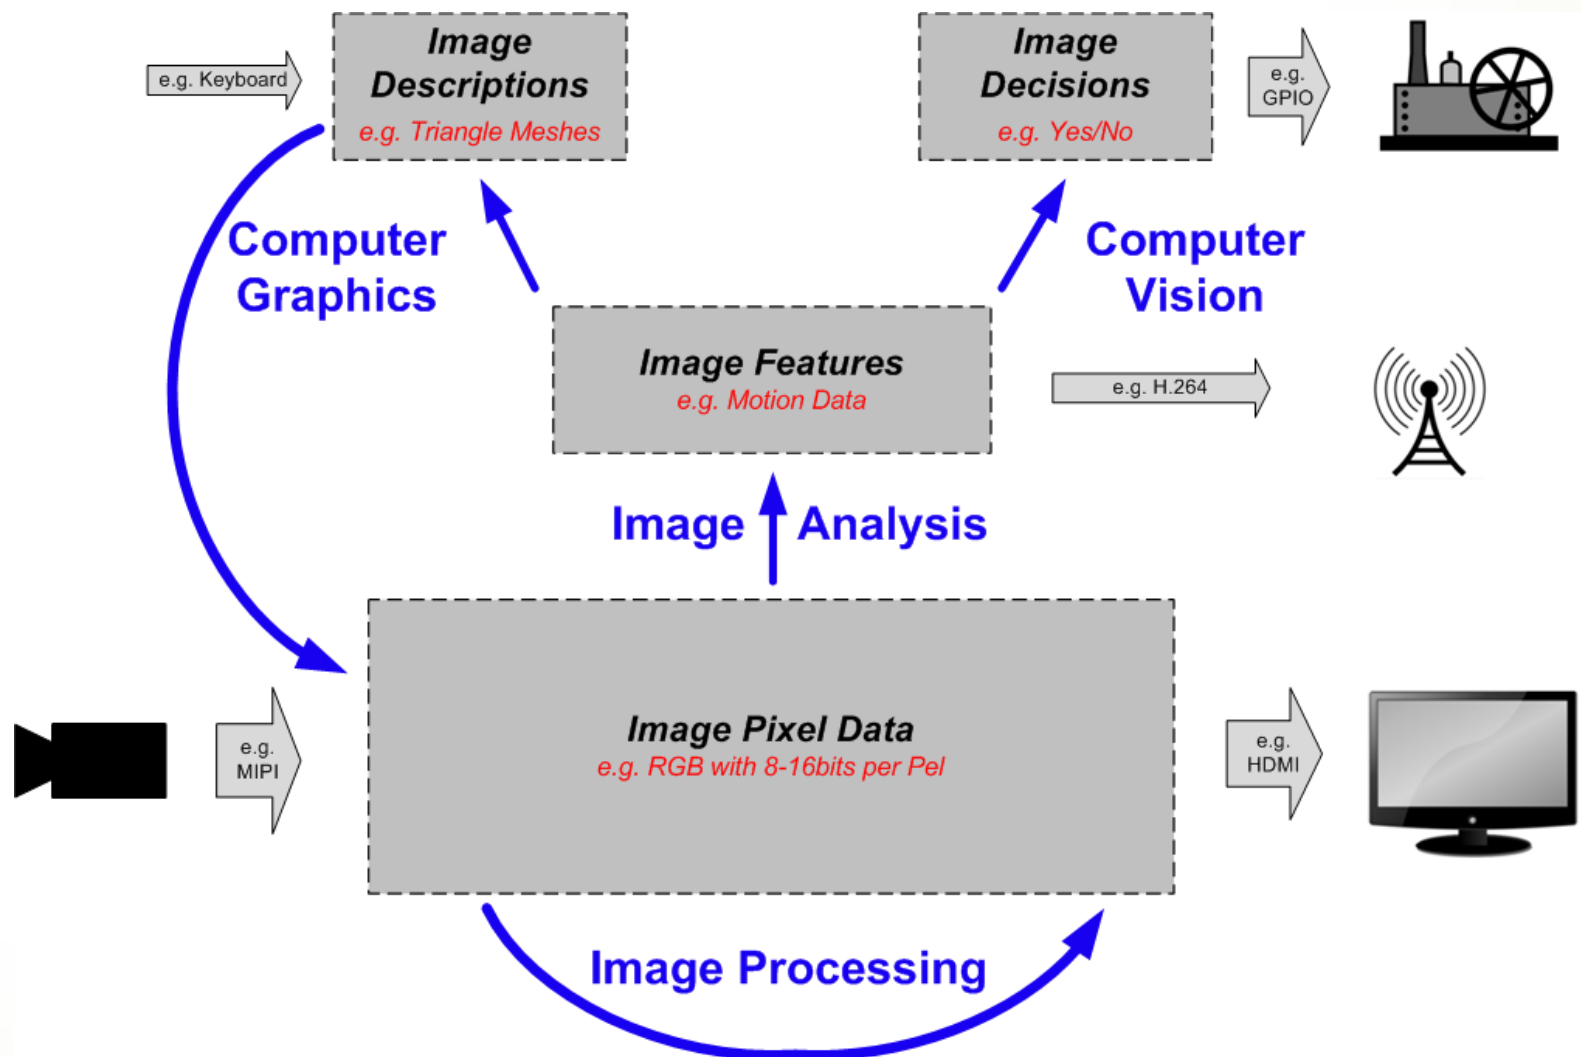 e.g. Keyboard
Image
Descriptions
e.g. Triangle Meshes
Image
Decisions
e.g. Yes/No
e.g.
GPIO
Computer
Graphics
Computer
Vision
Image Features
e.g. Motion Data
e.g. H.264
Image Analysis
e.g.
MIPI
Image Pixel Data
e.g. RGB with 8-16bits per Pel
e.g.
HDMI
Image Processing